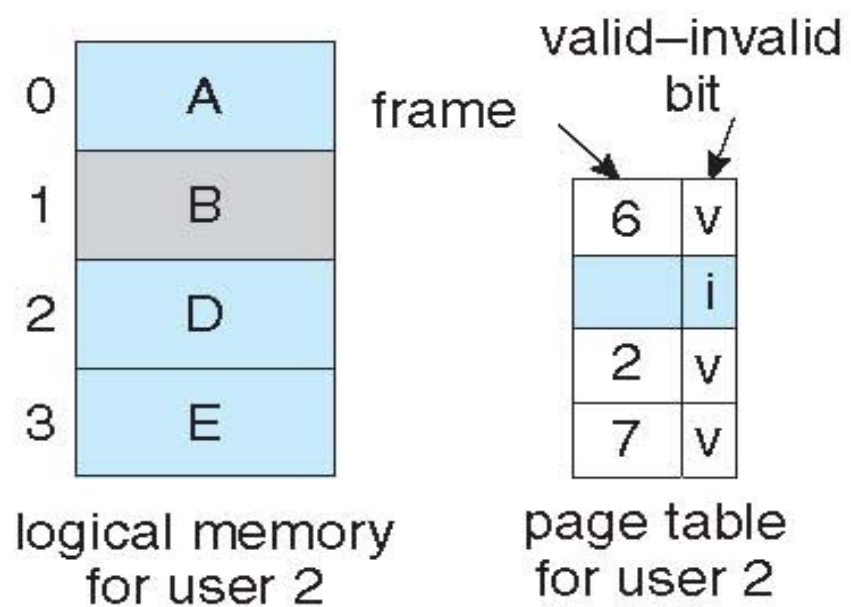 0
A
1
B
2
D
3
E
logical memory
for user 2
valid–invalid
bit
frame
6 v
i
2 v
7 v
page table
for user 2